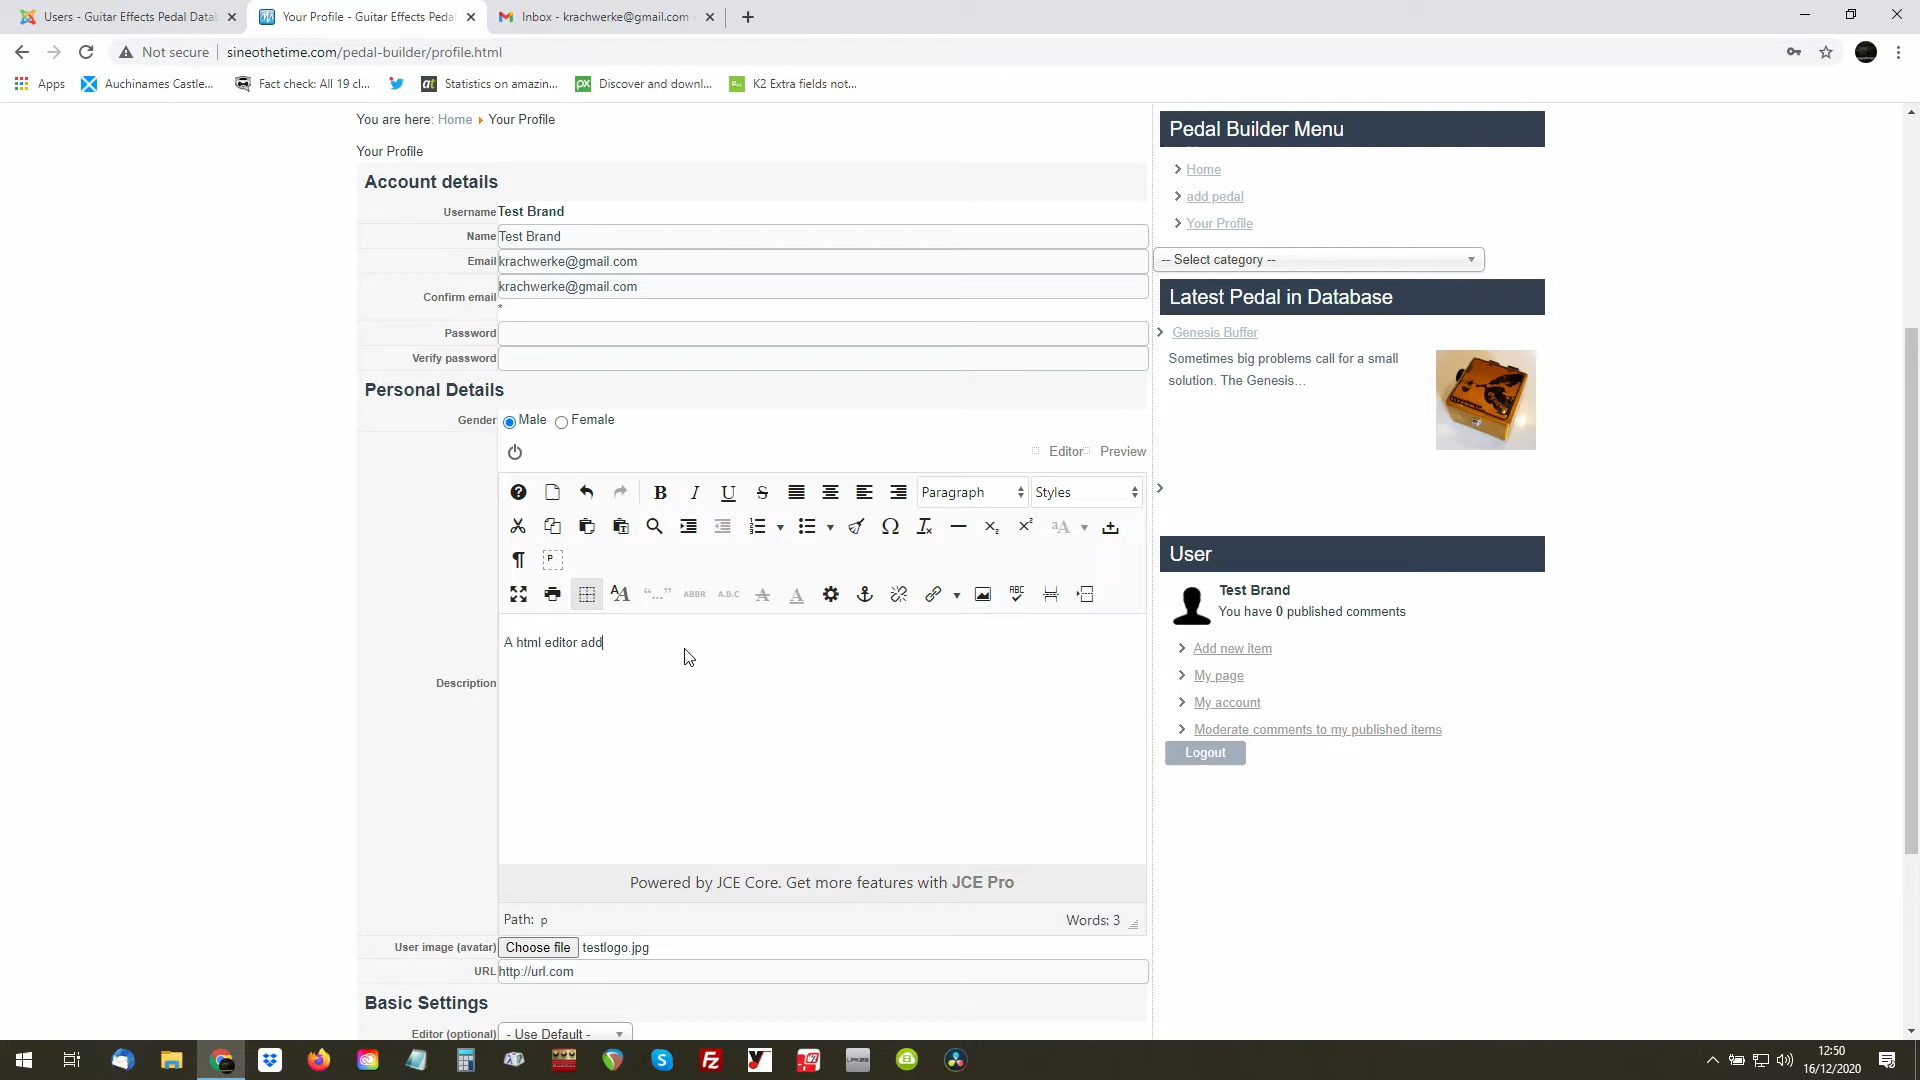 Users - Guitar Effects Pedal Datab
Your Profile - Guitar Effects Pedal
Inbox - krachwerke@gmail.com
Not secure
sineothetime.com/pedal-builder/profile.html
Apps
Auchinames Castle...
Fact check: All 19 cl...
Statistics on amazin...
Discover and downl...
K2 Extra fields not...
You are here: Home Your Profile
Your Profile
Account details
Username Test Brand
Name Test Brand
Email krachwerke@gmail.com
Confirm email krachwerke@gmail.com
*
Password
Verify password
Personal Details
Gender Male Female
Editor Preview
Paragraph Styles
ABBR A.B.C
ABC
A html editor add
Description
Powered by JCE Core. Get more features with JCE Pro
Path: p
Words: 3
User image (avatar) Choose file testlogo.jpg
URL http://url.com
Basic Settings
Editor (optional) - Use Default -
Pedal Builder Menu
Home
add pedal
Your Profile
-- Select category --
Latest Pedal in Database
Genesis Buffer
Sometimes big problems call for a small
solution. The Genesis...
User
Test Brand
You have 0 published comments
Add new item
My page
My account
Moderate comments to my published items
Logout
12:50
16/12/2020